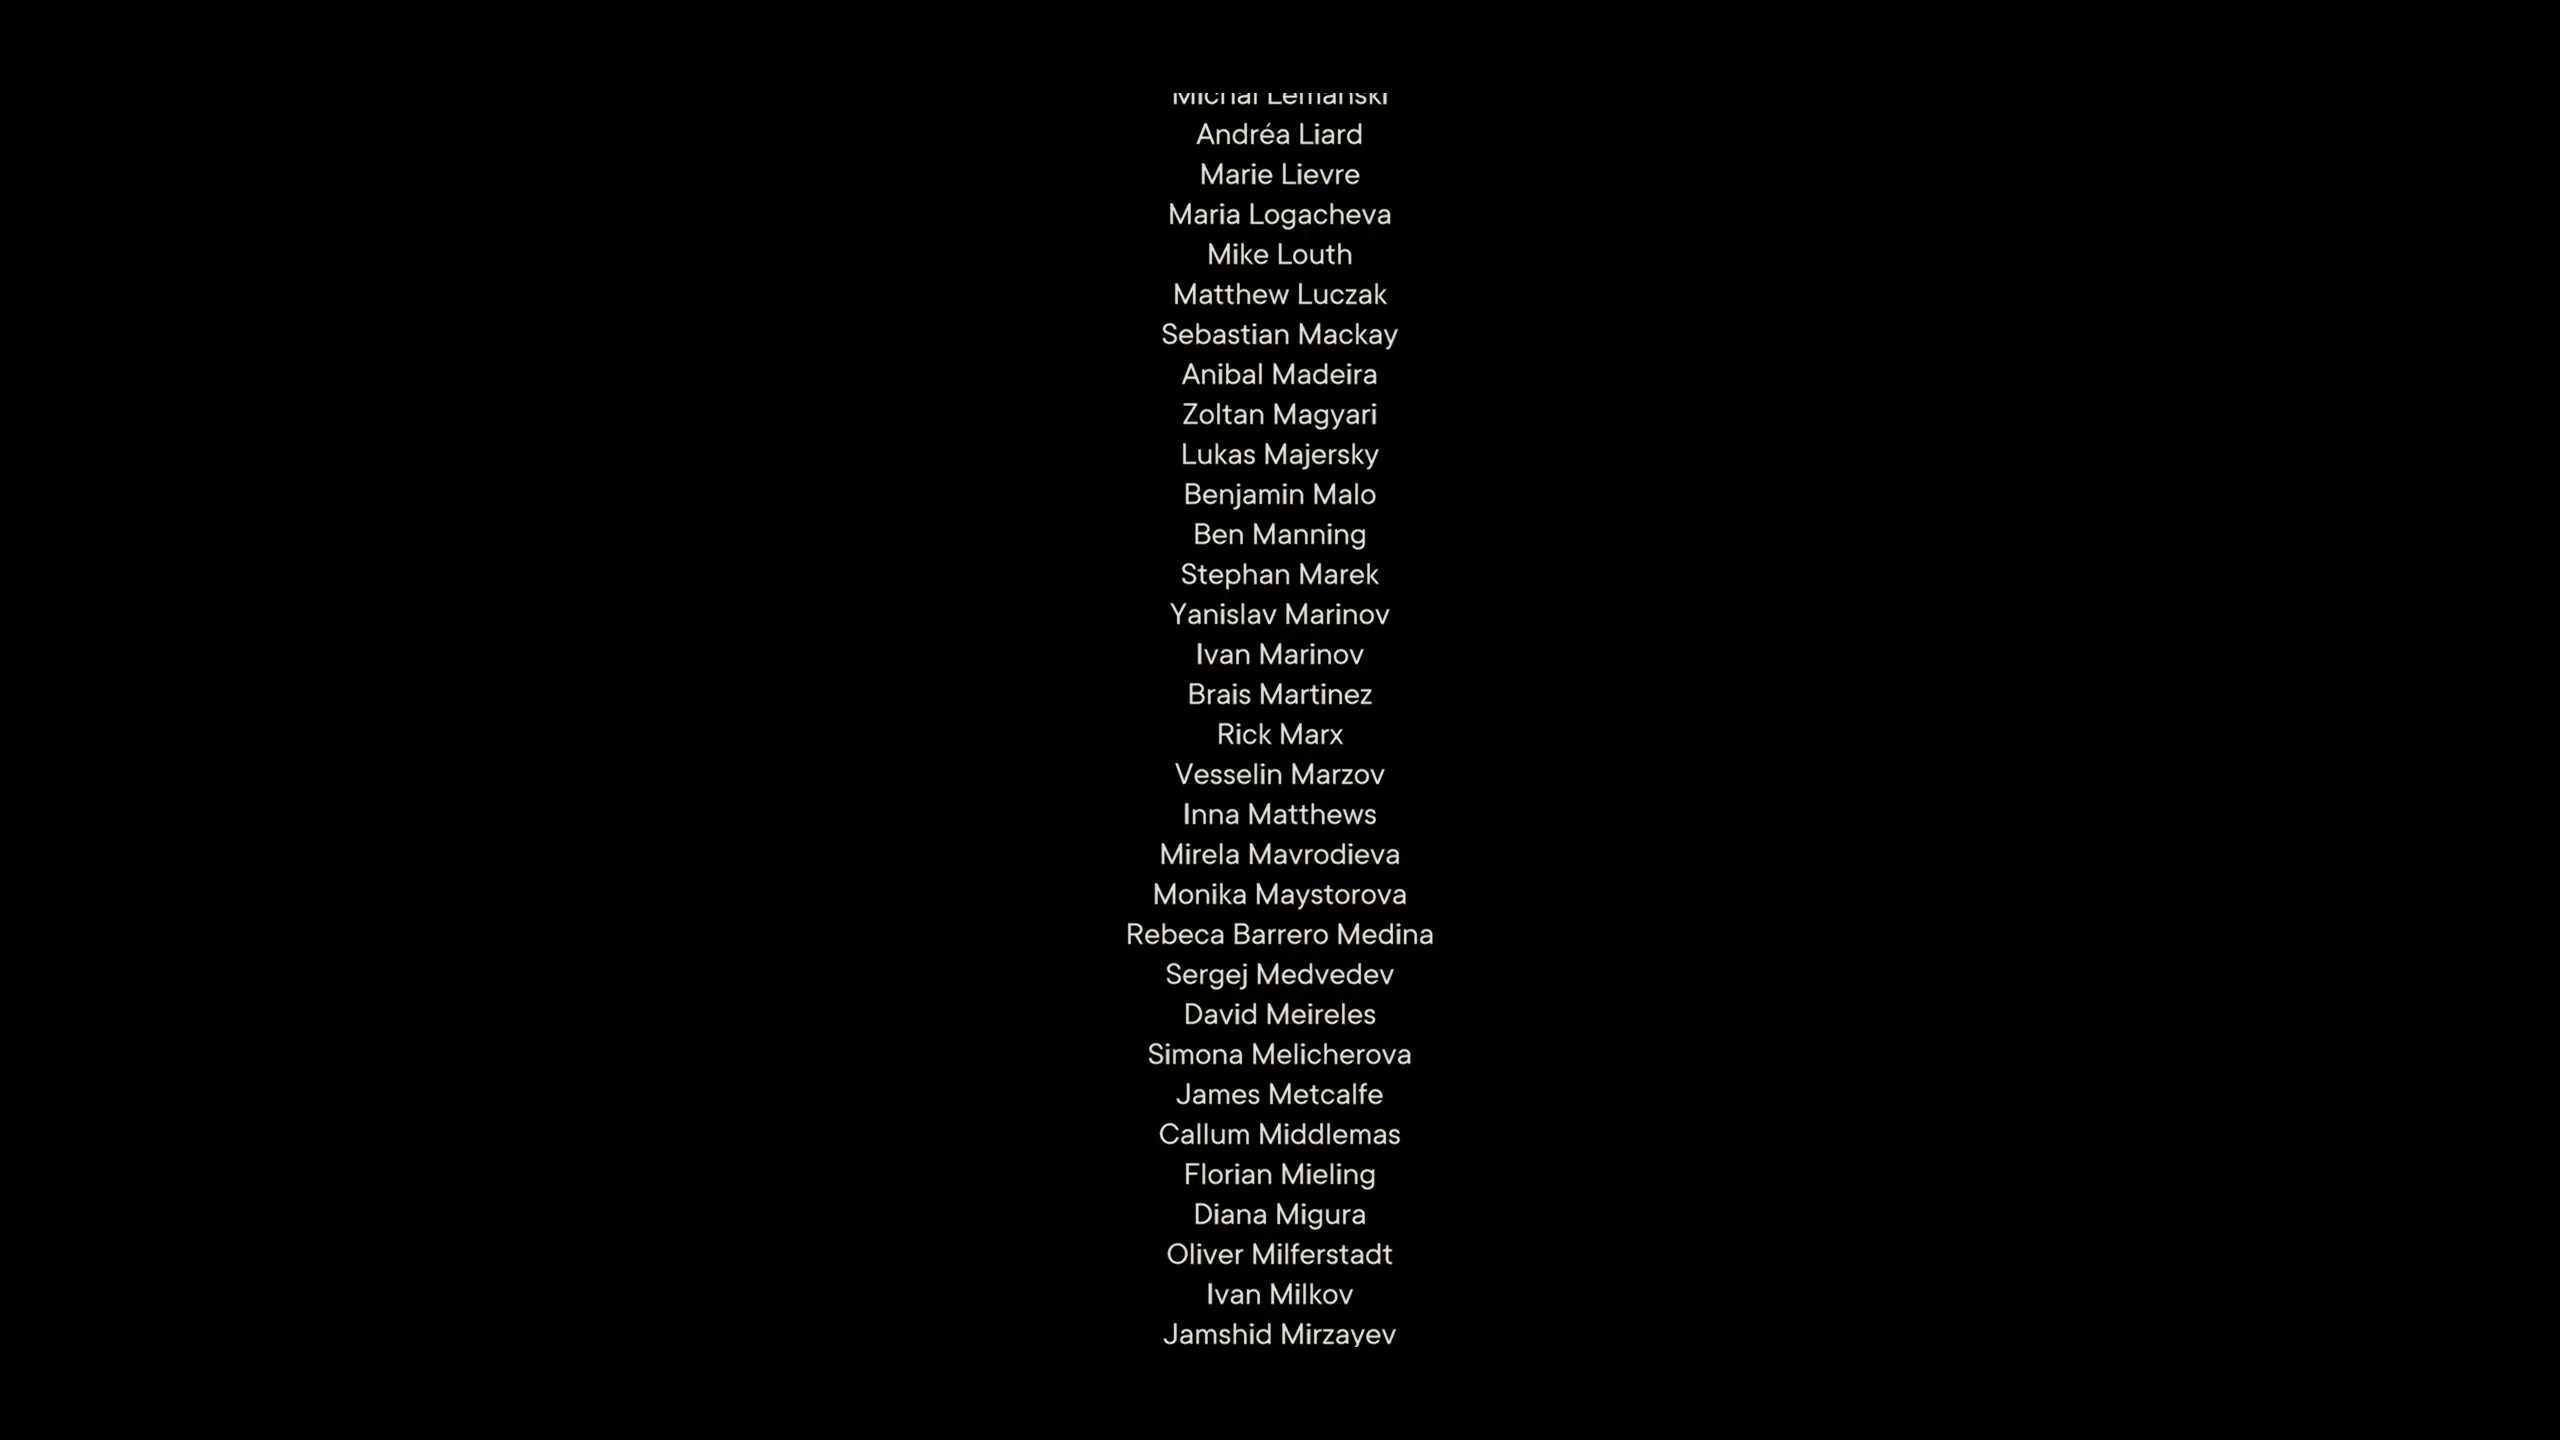 Michal Lemanski
Andréa Liard
Marie Lievre
Maria Logacheva
Mike Louth
Matthew Luczak
Sebastian Mackay
Anibal Madeira
Zoltan Magyari
Lukas Majersky
Benjamin Malo
Ben Manning
Stephan Marek
Yanislav Marinov
Ivan Marinov
Brais Martinez
Rick Marx
Vesselin Marzov
Inna Matthews
Mirela Mavrodieva
Monika Maystorova
Rebeca Barrero Medina
Sergej Medvedev
David Meireles
Simona Melicherova
James Metcalfe
Callum Middlemas
Florian Mieling
Diana Migura
Oliver Milferstadt
Ivan Milkov
Jamshid Mirzayev